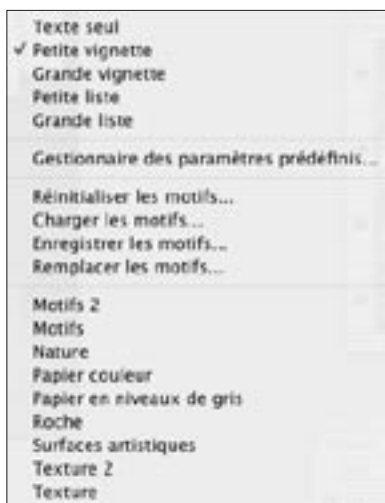 Texte seul
✓ Petite vignette
Grande vignette
Petite liste
Grande liste
Gestionnaire des paramètres prédéfinis...
Réinitialiser les motifs...
Charger les motifs...
Enregistrer les motifs...
Remplacer les motifs...
Motifs 2
Motifs
Nature
Papier couleur
Papier en niveaux de gris
Roche
Surfaces artistiques
Texture 2
Texture